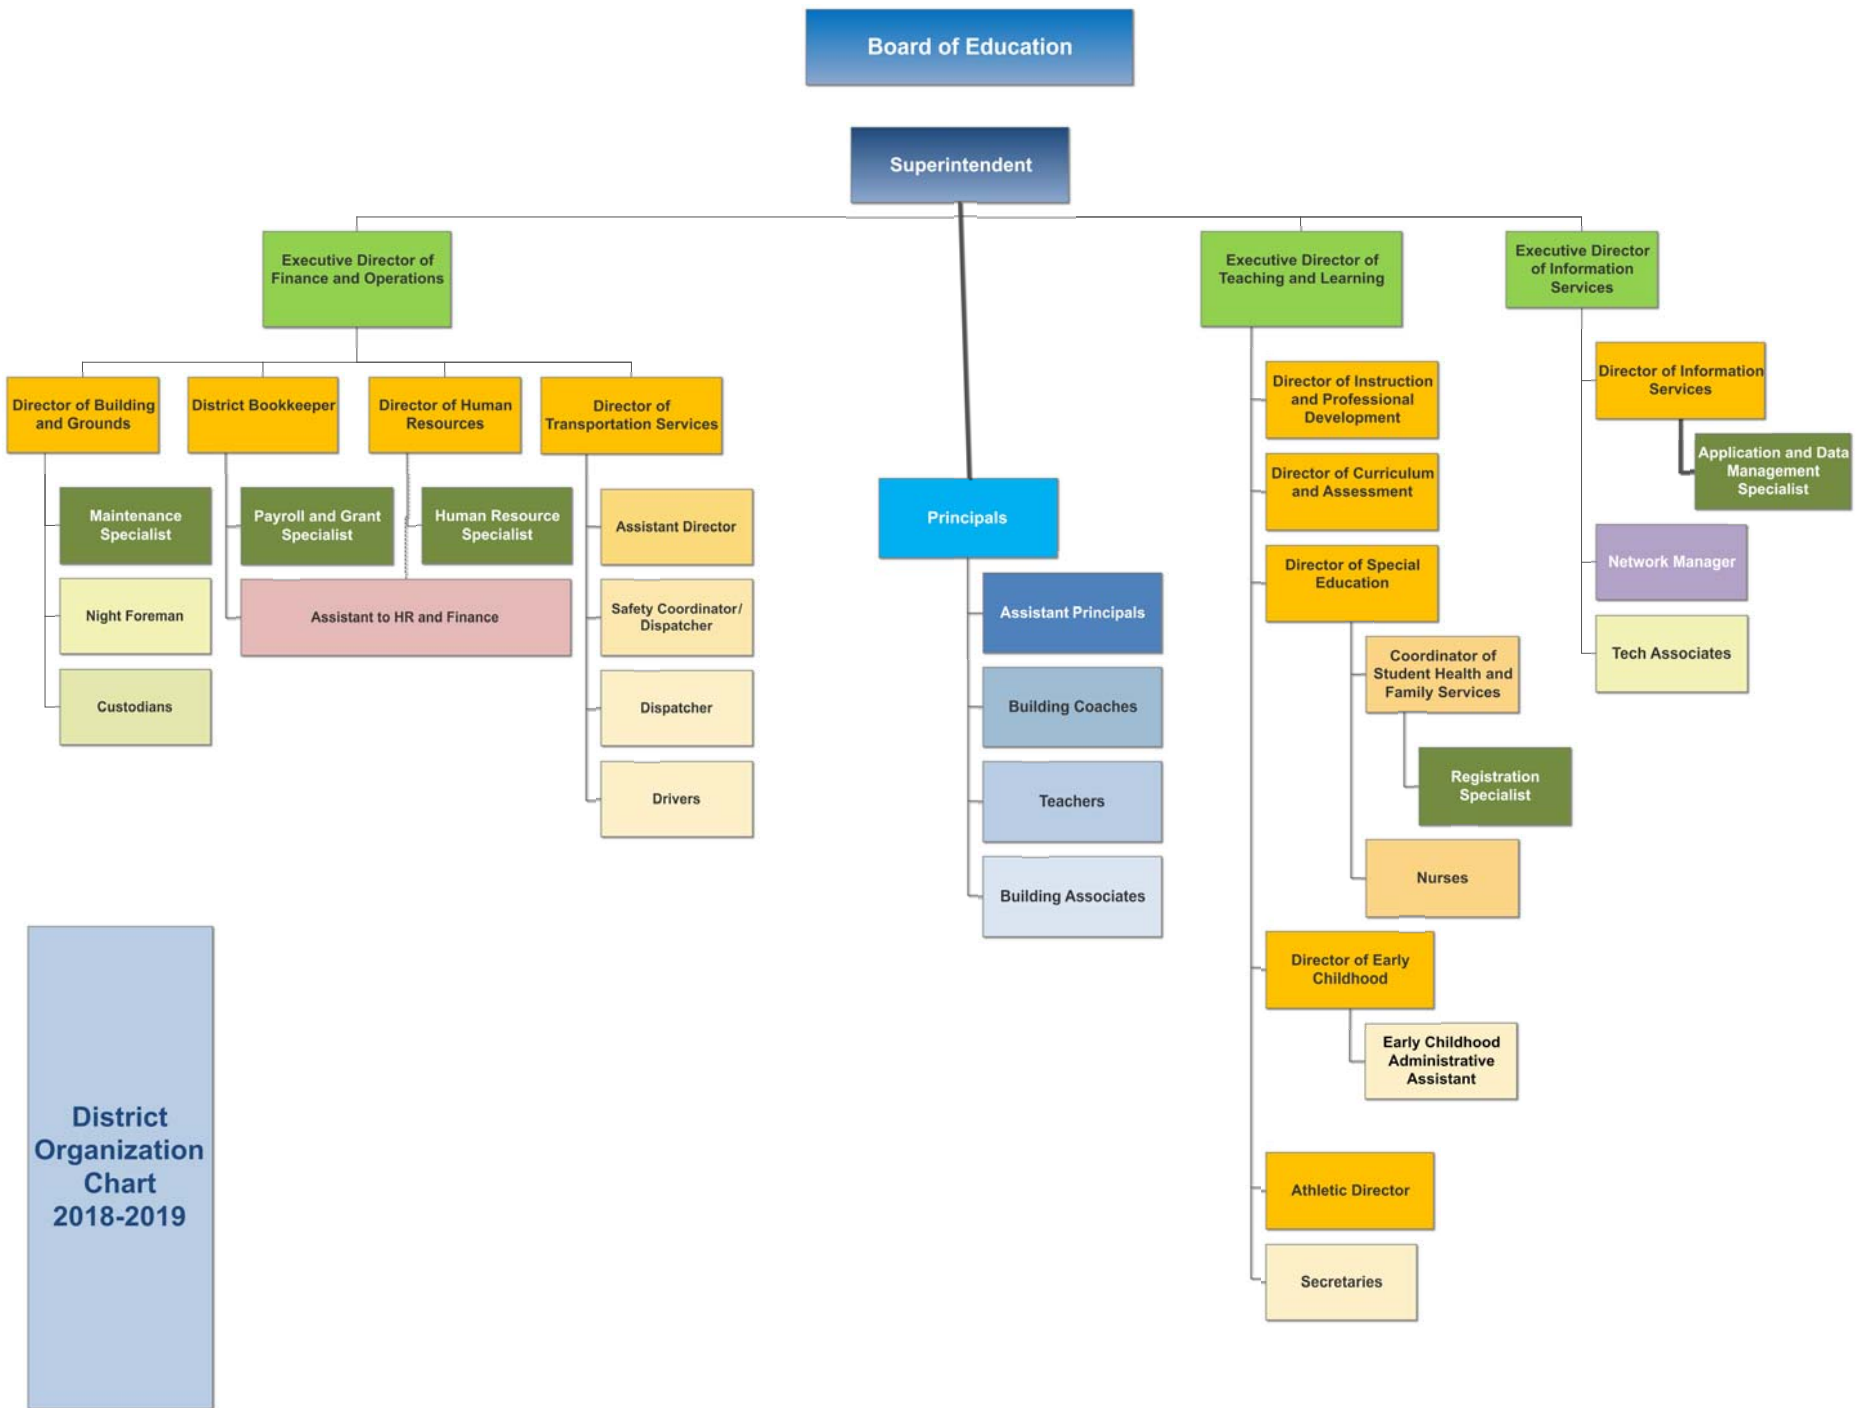 Board of Education
Superintendent
Executive Director of
Finance and Operations
Executive Director of
Teaching and Learning
Executive Director
of Information
Services
Director of Building
and Grounds
District Bookkeeper
Director of Human
Resources
Director of
Transportation Services
Maintenance
Specialist
Payroll and Grant
Specialist
Human Resource
Specialist
Assistant Director
Night Foreman
Assistant to HR and Finance
Safety Coordinator/
Dispatcher
Custodians
Dispatcher
Drivers
Principals
Assistant Principals
Building Coaches
Teachers
Building Associates
Director of Instruction
and Professional
Development
Director of Curriculum
and Assessment
Director of Special
Education
Coordinator of
Student Health and
Family Services
Registration
Specialist
Nurses
Director of Early
Childhood
Early Childhood
Administrative
Assistant
Athletic Director
Secretaries
Director of Information
Services
Application and Data
Management
Specialist
Network Manager
Tech Associates
District
Organization
Chart
2018-2019